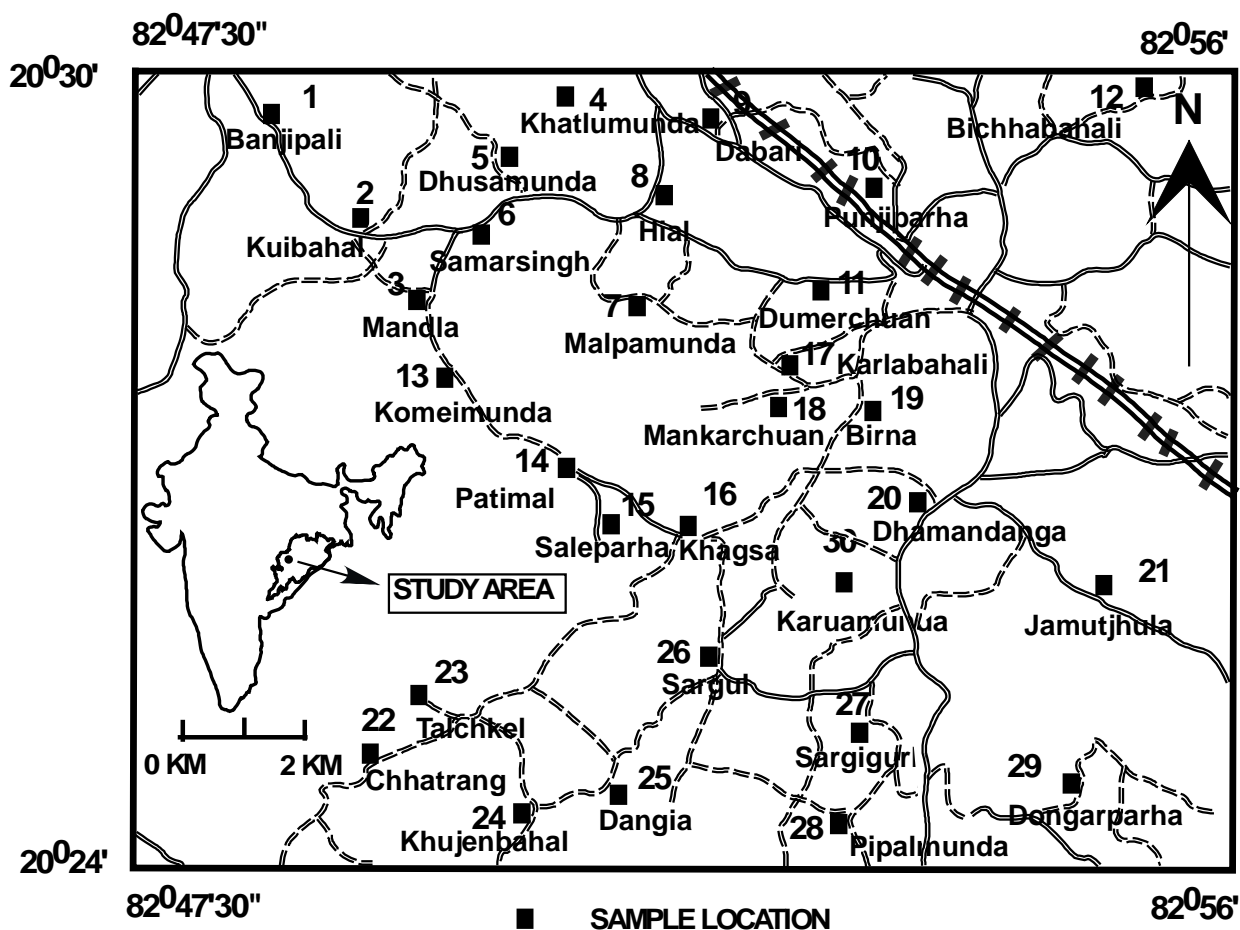 82⁰47'30"
82⁰56'
20⁰30'
1
Banjipali
4
Khatlumunda
9
Dabari
12
Bichhabahali
N
5
Dhusamunda
8
Hial
10
Punjiparha
2
Kuibahal
6
Samarsingh
3
Mandla
7
Malpamunda
11
Dumerchuan
17
Karlabahali
13
Komeimunda
18
Mankarchuan
19
Birna
14
Patimal
15
Saleparha
16
Khagsa
20
Dhamandanga
30
Karuamunda
21
Jamutjhula
STUDY AREA
26
Sargul
23
Talchkel
22
Chhatrang
27
Sargigurl
0 KM
2 KM
25
Dangia
24
Khujenbahal
28
Pipalmunda
29
Dongarparha
20⁰24'
82⁰47'30"
82⁰56'
SAMPLE LOCATION